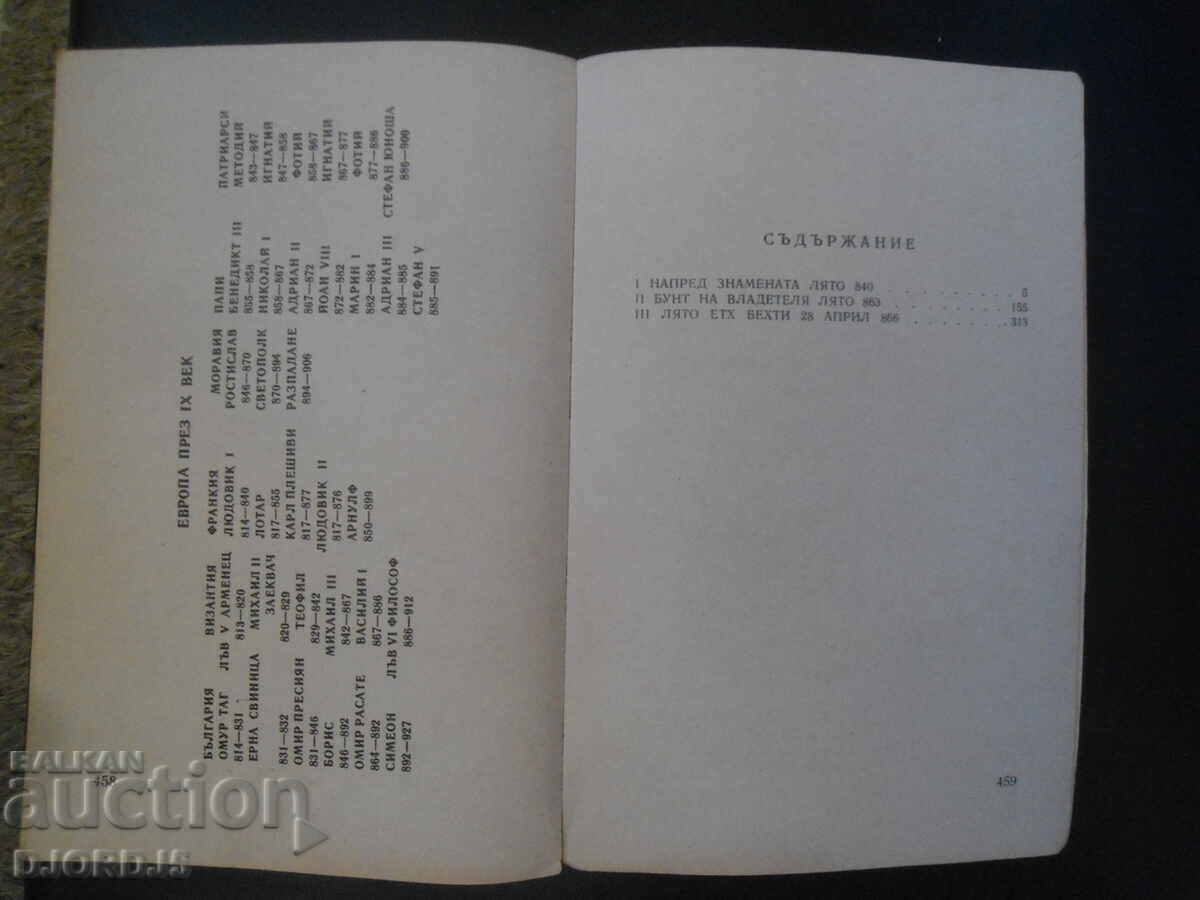 ЕВРОПА ПРЕЗ IX ВЕК
БЪЛГАРИЯ
ОМУР ТАГ
814—831
ЕРНА СВИНИЦА
831—832
ОМИР ПРЕСИЯН
831—846
БОРИС
846—892
ОМИР РАСАТЕ
864—892
СИМЕОН
892—927
ВИЗАНТИЯ
ЛЪВ V АРМЕНЕЦ
813—820
МИХАИЛ II
ЗАЕКВАЧ
820—829
ТЕОФИЛ
829—842
МИХАИЛ III
842—867
ВАСИЛИЙ I
867—886
ЛЪВ VI ФИЛОСОФ
886—912
ФРАНКИЯ
ЛЮДОВИК I
814—840
ЛОТАР
817—855
КАРЛ ПЛЕШИВИ
817—877
ЛЮДОВИК II
817—876
АРНУЛФ
850—899
МОРАВИЯ
РОСТИСЛАВ
846—870
СВЕТОПОЛК
870—894
РАЗПАДАНЕ
894—906
ПАПИ
БЕНЕДИКТ III
855—858
НИКОЛАЙ I
858—867
АДРИАН II
867—872
ЙОАН VIII
872—882
МАРИН I
882—884
АДРИАН III
884—885
СТЕФАН V
885—891
ПАТРИАРСИ
МЕТОДИЙ
843—847
ИГНАТИЙ
847—858
ФОТИЙ
858—867
ИГНАТИЙ
867—877
ФОТИЙ
877—886
СТЕФАН ЮНОША
886—900
458
СЪДЪРЖАНИЕ
I НАПРЕД ЗНАМЕНАТА ЛЯТО 840 . . . . . . . . . 5
II БУНТ НА ВЛАДЕТЕЛЯ ЛЯТО 863 . . . . . . . . . 155
III ЛЯТО ЕТХ БЕХТИ 28 АПРИЛ 866 . . . . . . . . 313
459
BALKAN
auction
DJORDJ5